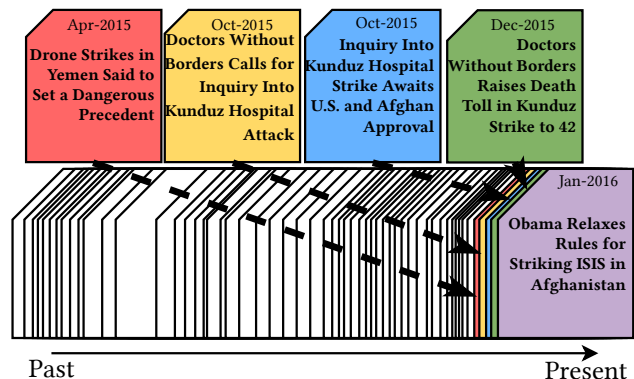 Apr-2015
Drone Strikes in
Yemen Said to
Set a Dangerous
Precedent
Oct-2015
Doctors Without
Borders Calls for
Inquiry Into
Kunduz Hospital
Attack
Oct-2015
Inquiry Into
Kunduz Hospital
Strike Awaits
U.S. and Afghan
Approval
Dec-2015
Doctors
Without Borders
Raises Death
Toll in Kunduz
Strike to 42
Jan-2016
Obama Relaxes
Rules for
Striking ISIS in
Afghanistan
Past
Present